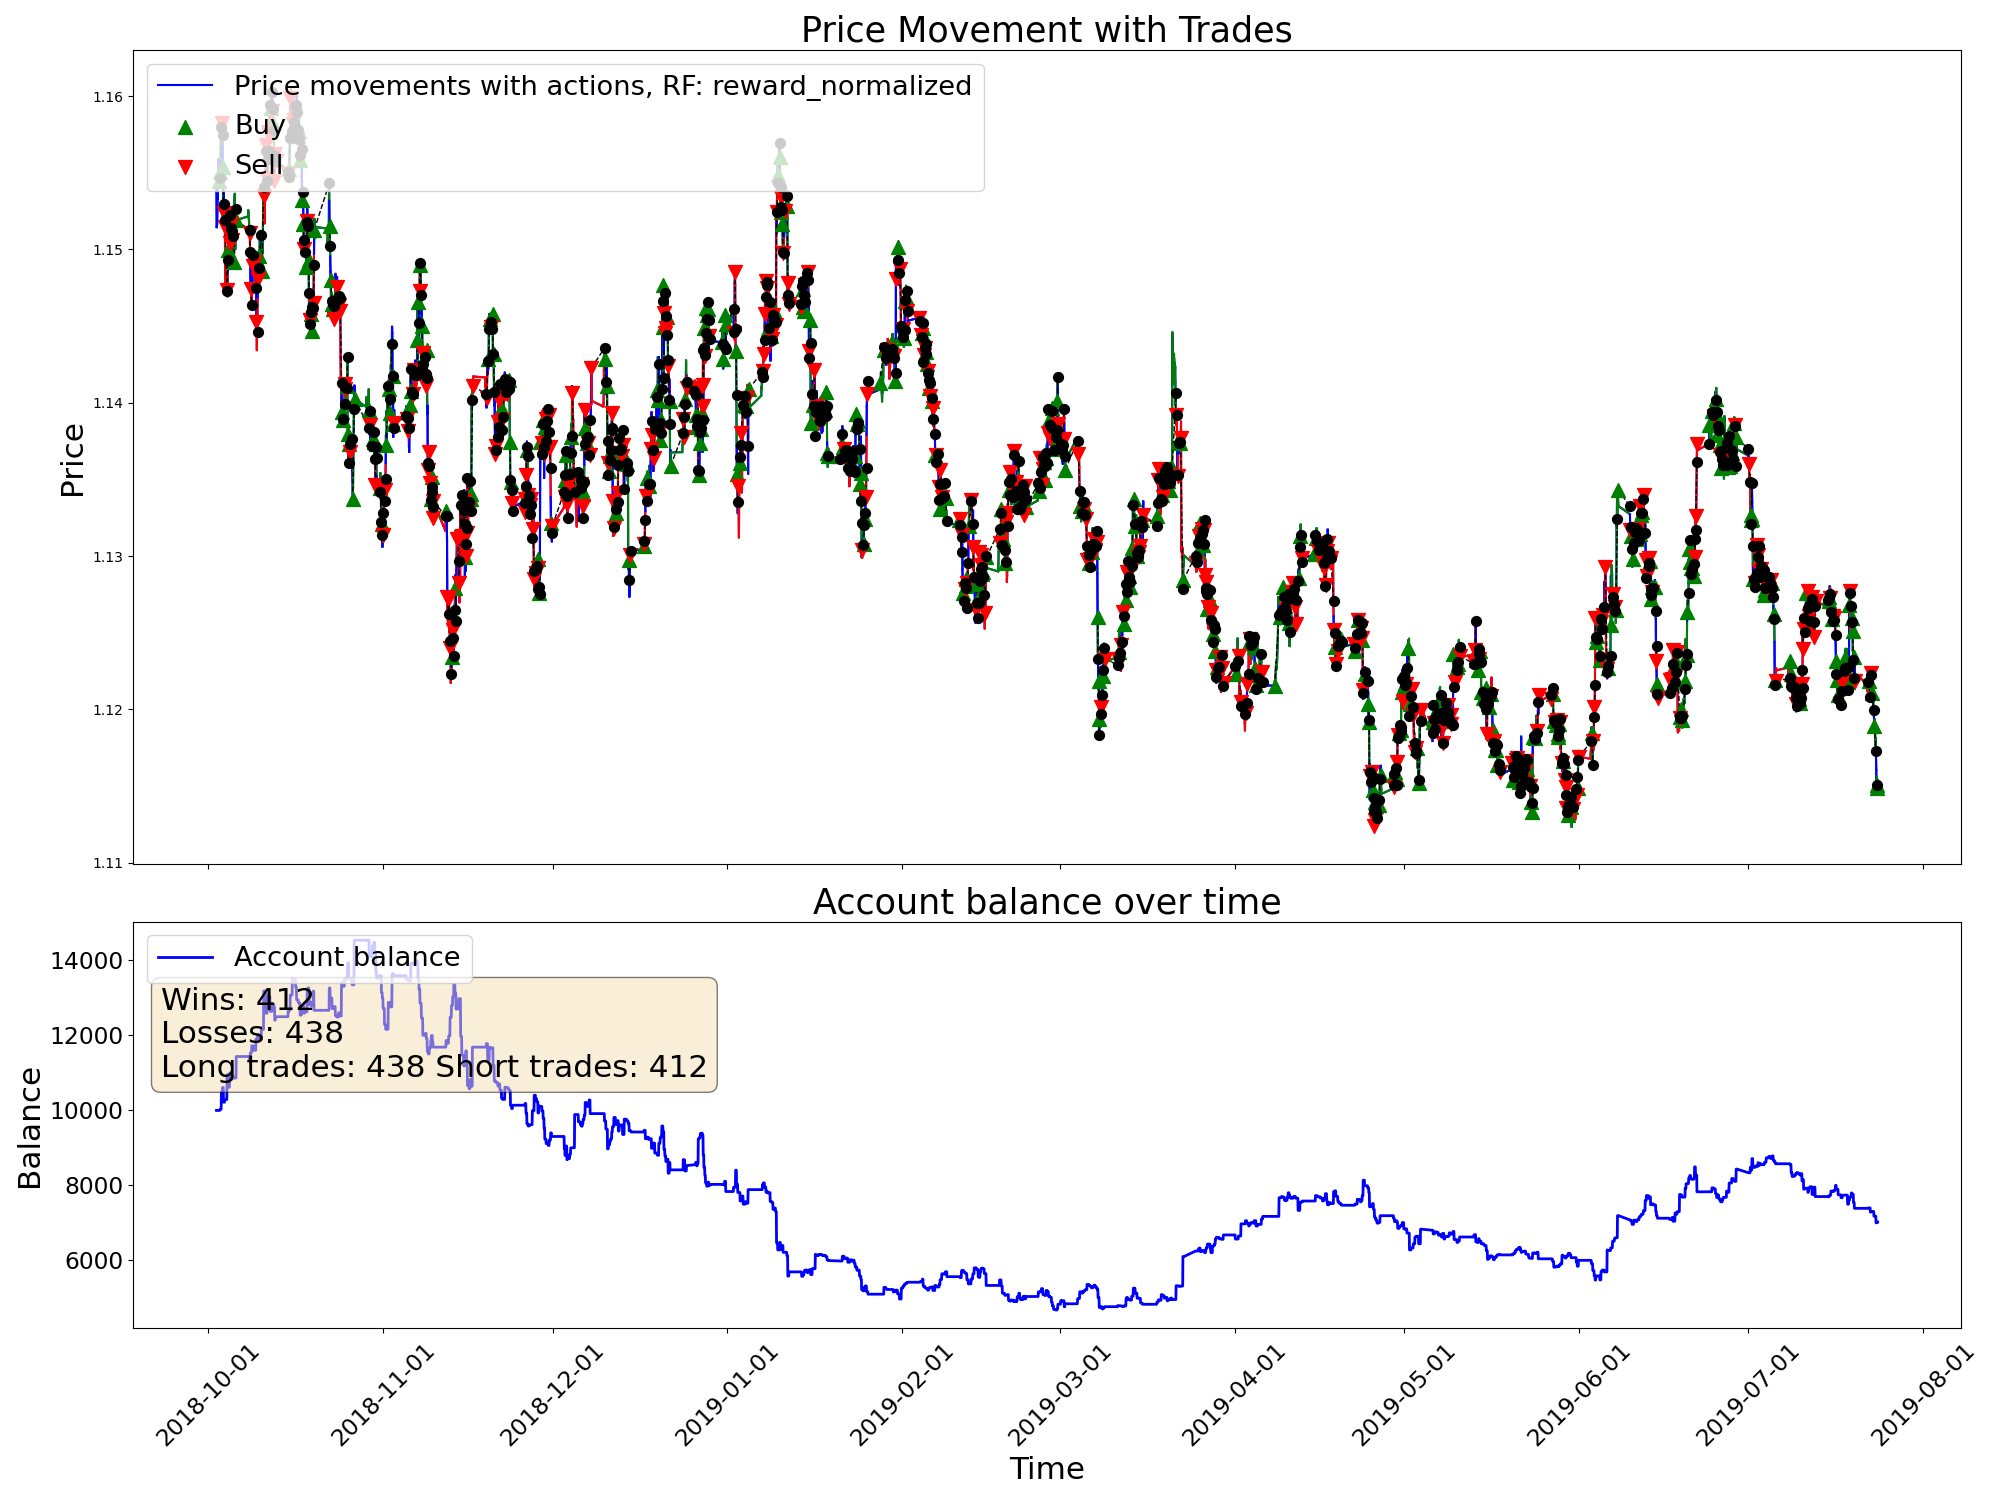 Price Movement with Trades
Price movements with actions, RF: reward_normalized
Buy
Sell
1.16
1.15
1.14
1.13
1.12
1.11
Price
Account balance over time
Account balance
Wins: 412
Losses: 438
Long trades: 438 Short trades: 412
14000
12000
10000
8000
6000
Balance
2018-10-01
2018-11-01
2018-12-01
2019-01-01
2019-02-01
2019-03-01
2019-04-01
2019-05-01
2019-06-01
2019-07-01
2019-08-01
Time